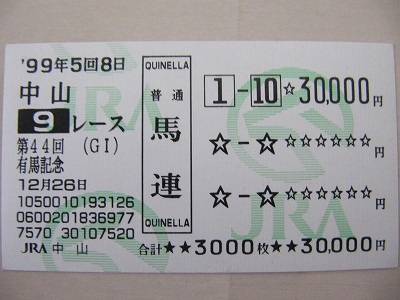 '99年5回8日
中山
9 レース
第44回 (GI)
有馬記念
12月26日
1050010193126
0600201836977
7570 30107520
JRA 中山
QUINELLA
普通
馬連
QUINELLA
1-10☆30,000円
☆-☆☆☆☆☆☆☆円
☆-☆☆☆☆☆☆☆円
合計★★3000枚★★30,000円
JRA
JRA